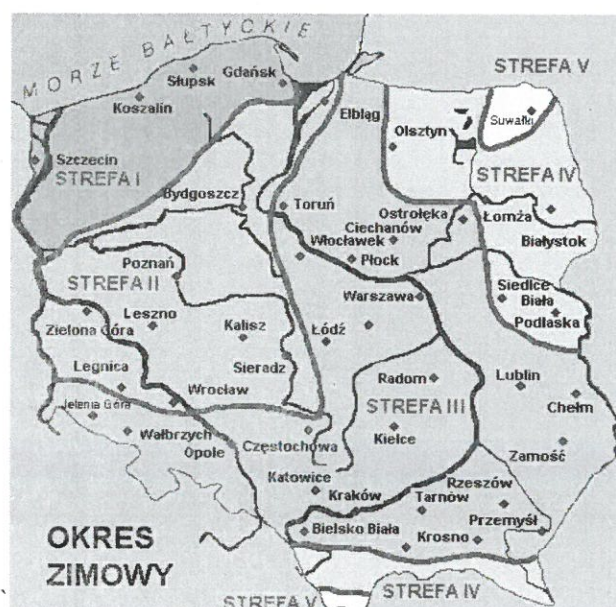 MORZE BAŁTYCKIE
STREFA V
Słupsk
Gdańsk
Koszalin
Elbląg
Suwałki
Olsztyn
Szczecin
STREFA I
STREFA IV
Bydgoszcz
Toruń
Ostrołęka
Łomża
Ciechanów
Włocławek
Białystok
Płock
Poznań
STREFA II
Siedlce
Warszawa
Biała
Podlaska
Leszno
Zielona Góra
Kalisz
Łódź
Legnica
Sieradz
Wrocław
Radom
Lublin
Jelenia Góra
STREFA III
Chełm
Wałbrzych
Częstochowa
Kielce
Opole
Zamość
Katowice
Rzeszów
Kraków
Tarnów
Przemyśl
OKRES
Bielsko Biała
Krosno
ZIMOWY
STREFA IV
STREFA V